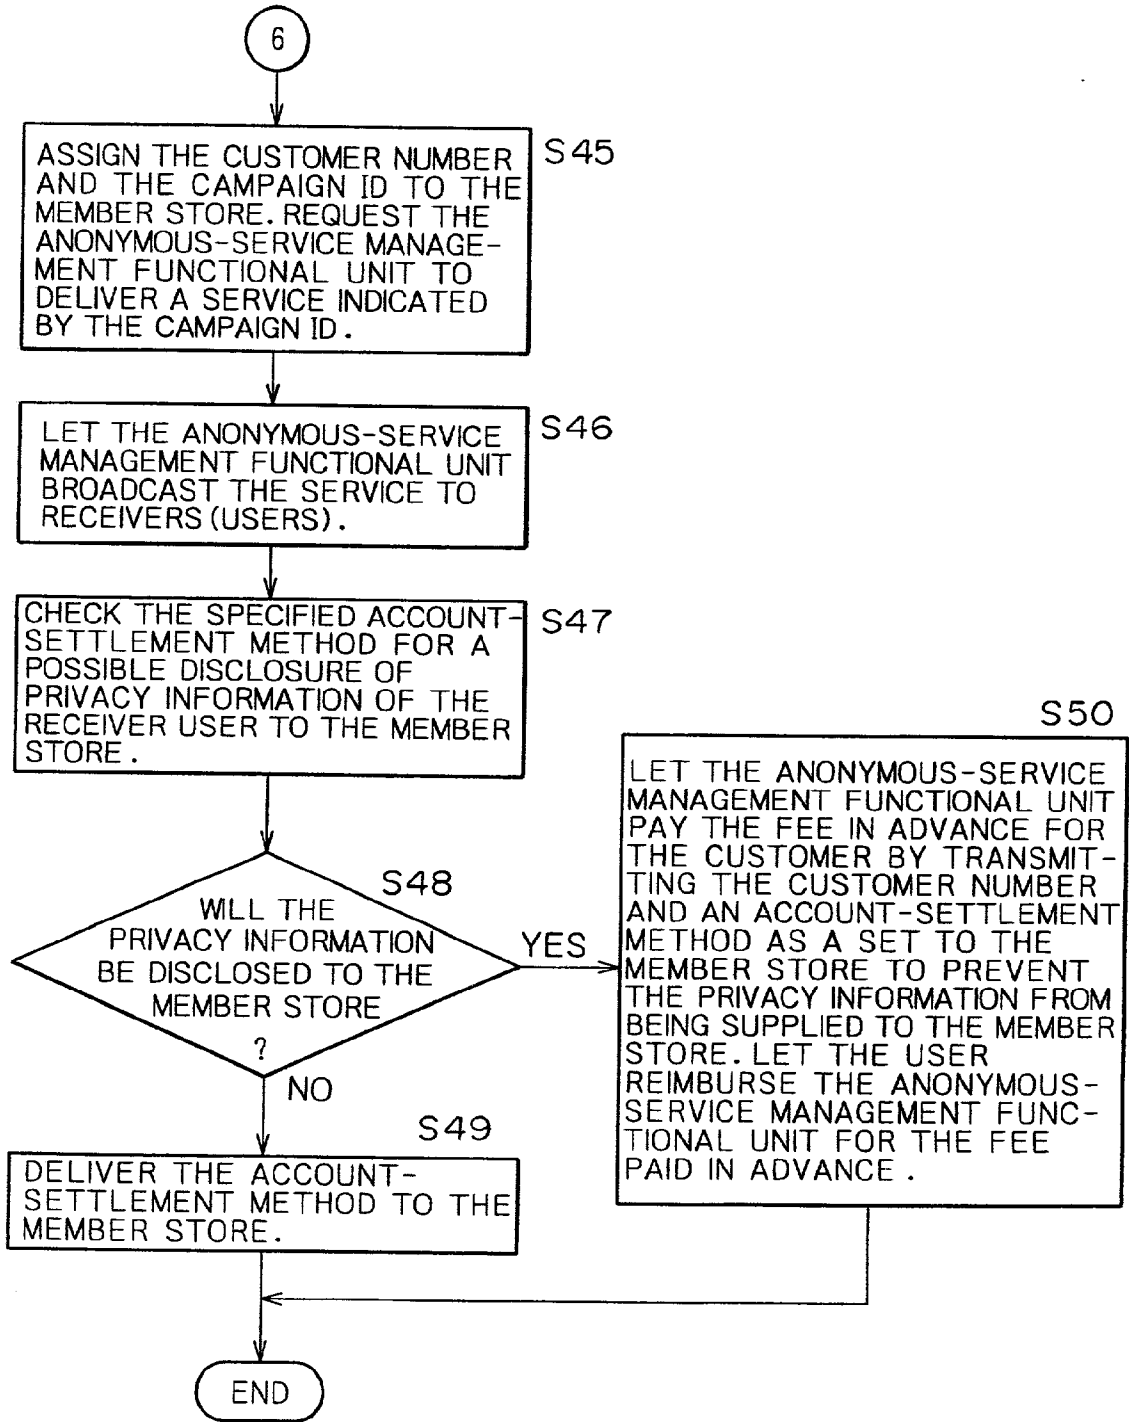 6
ASSIGN THE CUSTOMER NUMBER
AND THE CAMPAIGN ID TO THE
MEMBER STORE. REQUEST THE
ANONYMOUS-SERVICE MANAGE-
MENT FUNCTIONAL UNIT TO
DELIVER A SERVICE INDICATED
BY THE CAMPAIGN ID.
S45
LET THE ANONYMOUS-SERVICE
MANAGEMENT FUNCTIONAL UNIT
BROADCAST THE SERVICE TO
RECEIVERS (USERS).
S46
CHECK THE SPECIFIED ACCOUNT-
SETTLEMENT METHOD FOR A
POSSIBLE DISCLOSURE OF
PRIVACY INFORMATION OF THE
RECEIVER USER TO THE MEMBER
STORE.
S47
S48
WILL THE
PRIVACY INFORMATION
BE DISCLOSED TO THE
MEMBER STORE
?
YES
NO
S50
LET THE ANONYMOUS-SERVICE
MANAGEMENT FUNCTIONAL UNIT
PAY THE FEE IN ADVANCE FOR
THE CUSTOMER BY TRANSMIT-
TING THE CUSTOMER NUMBER
AND AN ACCOUNT-SETTLEMENT
METHOD AS A SET TO THE
MEMBER STORE TO PREVENT
THE PRIVACY INFORMATION FROM
BEING SUPPLIED TO THE MEMBER
STORE. LET THE USER
REIMBURSE THE ANONYMOUS-
SERVICE MANAGEMENT FUNC-
TIONAL UNIT FOR THE FEE
PAID IN ADVANCE.
S49
DELIVER THE ACCOUNT-
SETTLEMENT METHOD TO THE
MEMBER STORE.
END